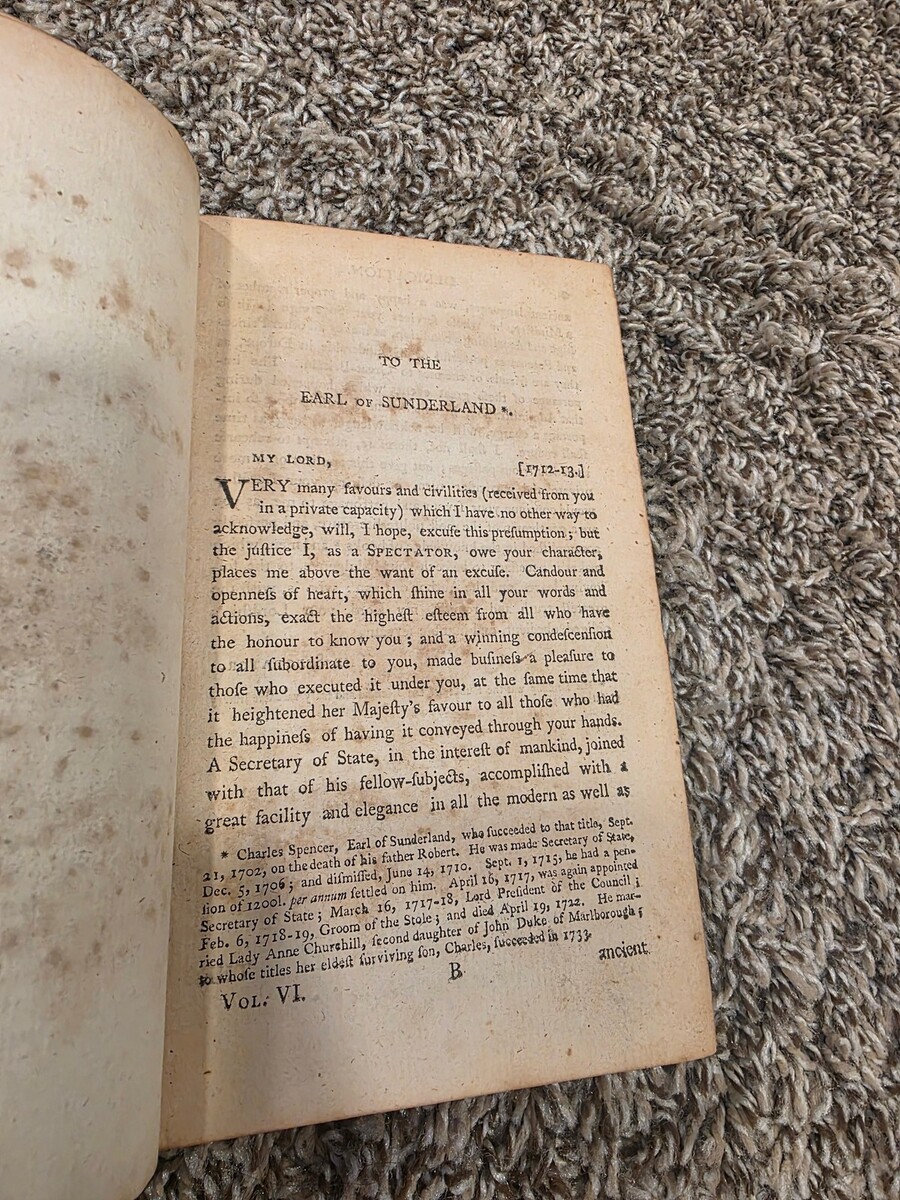 TO THE
EARL OF SUNDERLAND *.
MY LORD, [1712-13.]
VERY many favours and civilities (received from you
in a private capacity) which I have no other way to
acknowledge, will, I hope, excuſe this preſumption; but
the juſtice I, as a SPECTATOR, owe your character,
places me above the want of an excuſe. Candour and
openneſs of heart, which ſhine in all your words and
actions, exact the higheſt eſteem from all who have
the honour to know you; and a winning condeſcenſion
to all ſubordinate to you, made buſineſs a pleaſure to
thoſe who executed it under you, at the ſame time that
it heightened her Majeſty's favour to all thoſe who had
the happineſs of having it conveyed through your hands.
A Secretary of State, in the intereſt of mankind, joined
with that of his fellow-ſubjects, accompliſhed with a
great facility and elegance in all the modern as well as
* Charles Spencer, Earl of Sunderland, who ſucceeded to that title, Sept.
21, 1702, on the death of his father Robert. He was made Secretary of State,
Dec. 5, 1706; and diſmiſſed, June 14, 1710. Sept. 1, 1715, he had a pen-
ſion of 1200l. per annum ſettled on him. April 16, 1717, was again appointed
Secretary of State; March 16, 1717-18, Lord Preſident of the Council;
Feb. 6, 1718-19, Groom of the Stole; and died April 19, 1722. He mar-
ried Lady Anne Churchill, ſecond daughter of John Duke of Marlborough;
to whoſe titles her eldeſt ſurviving ſon, Charles, ſucceeded in 1733.
VOL. VI. B ancient